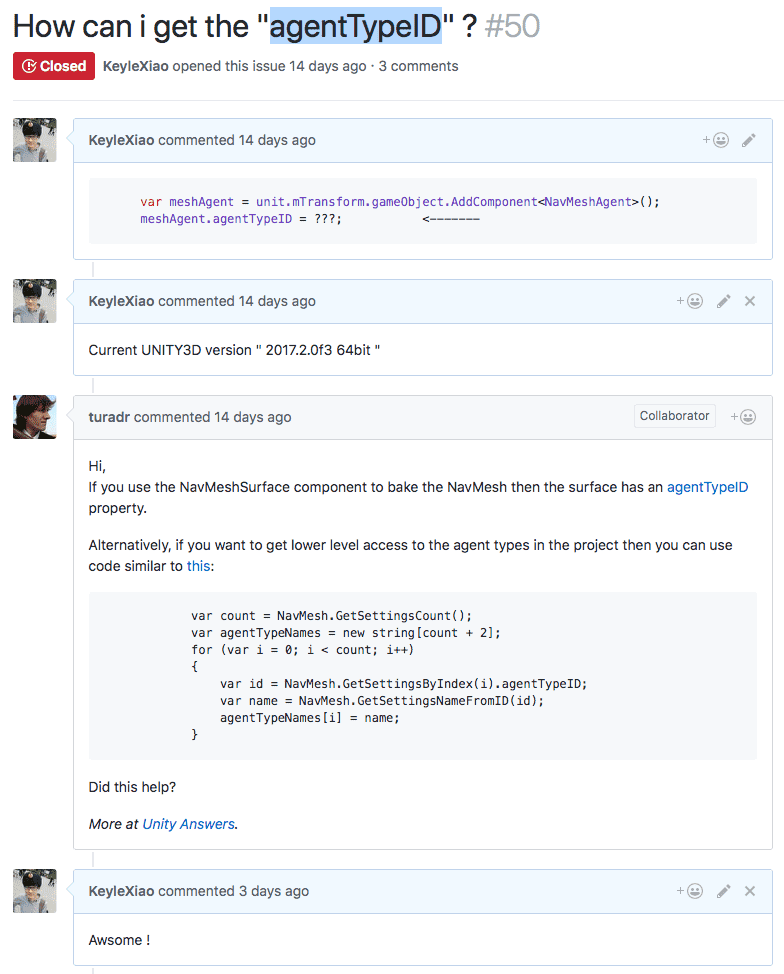 How can i get the "agentTypeID" ? #50
Closed KeyleXiao opened this issue 14 days ago · 3 comments
KeyleXiao commented 14 days ago
var meshAgent = unit.mTransform.gameObject.AddComponent<NavMeshAgent>();
meshAgent.agentTypeID = ???; <-------
KeyleXiao commented 14 days ago
Current UNITY3D version " 2017.2.0f3 64bit "
turadr commented 14 days ago Collaborator
Hi,
If you use the NavMeshSurface component to bake the NavMesh then the surface has an agentTypeID
property.
Alternatively, if you want to get lower level access to the agent types in the project then you can use
code similar to this:
var count = NavMesh.GetSettingsCount();
var agentTypeNames = new string[count + 2];
for (var i = 0; i < count; i++)
{
var id = NavMesh.GetSettingsByIndex(i).agentTypeID;
var name = NavMesh.GetSettingsNameFromID(id);
agentTypeNames[i] = name;
}
Did this help?
More at Unity Answers.
KeyleXiao commented 3 days ago
Awsome !